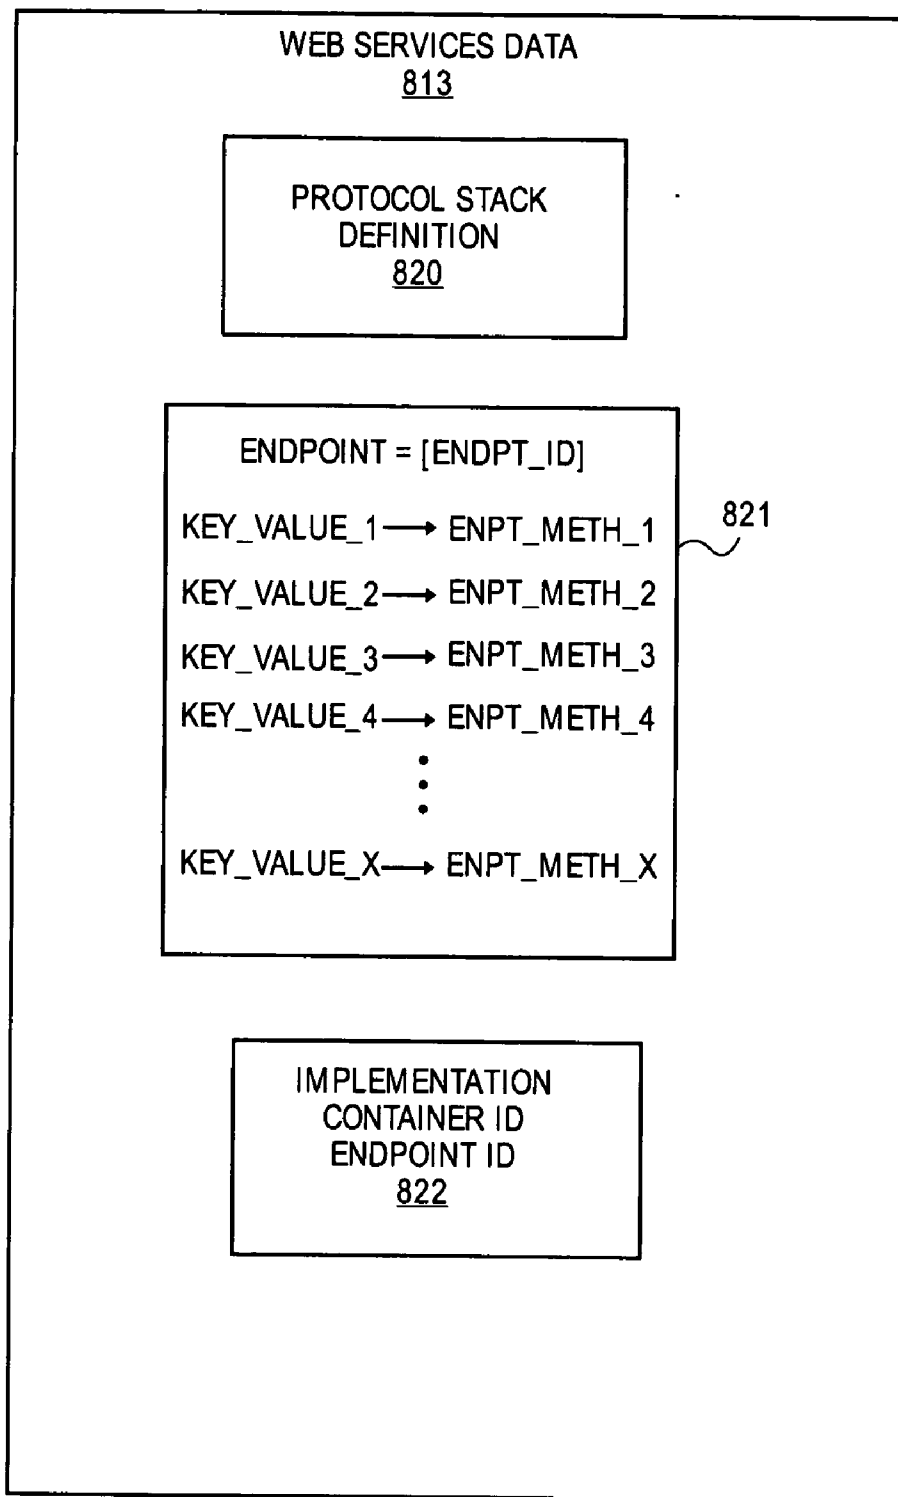 WEB SERVICES DATA
813
PROTOCOL STACK
DEFINITION
820
ENDPOINT = [ENDPT_ID]
KEY_VALUE_1 → ENPT_METH_1
821
KEY_VALUE_2 → ENPT_METH_2
KEY_VALUE_3 → ENPT_METH_3
KEY_VALUE_4 → ENPT_METH_4
KEY_VALUE_X → ENPT_METH_X
IMPLEMENTATION
CONTAINER ID
ENDPOINT ID
822